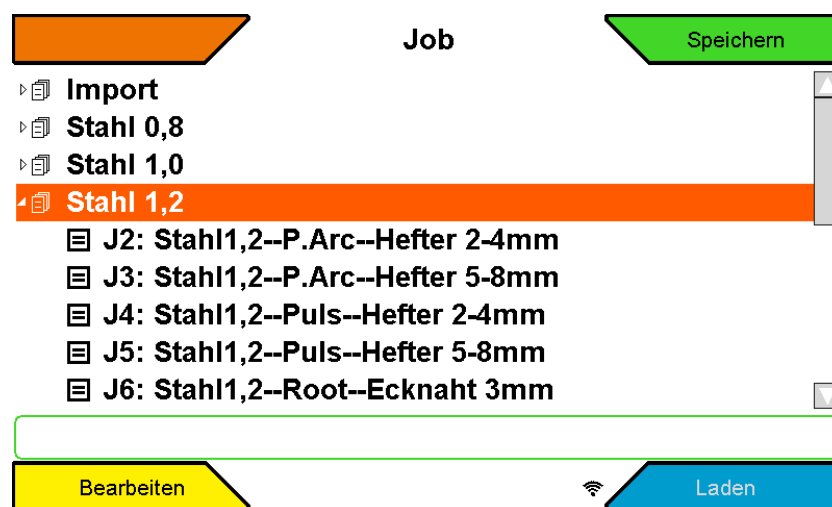 Job
Speichern
Import
Stahl 0,8
Stahl 1,0
Stahl 1,2
J2: Stahl1,2--P.Arc--Hefter 2-4mm
J3: Stahl1,2--P.Arc--Hefter 5-8mm
J4: Stahl1,2--Puls--Hefter 2-4mm
J5: Stahl1,2--Puls--Hefter 5-8mm
J6: Stahl1,2--Root--Ecknaht 3mm
Bearbeiten
Laden